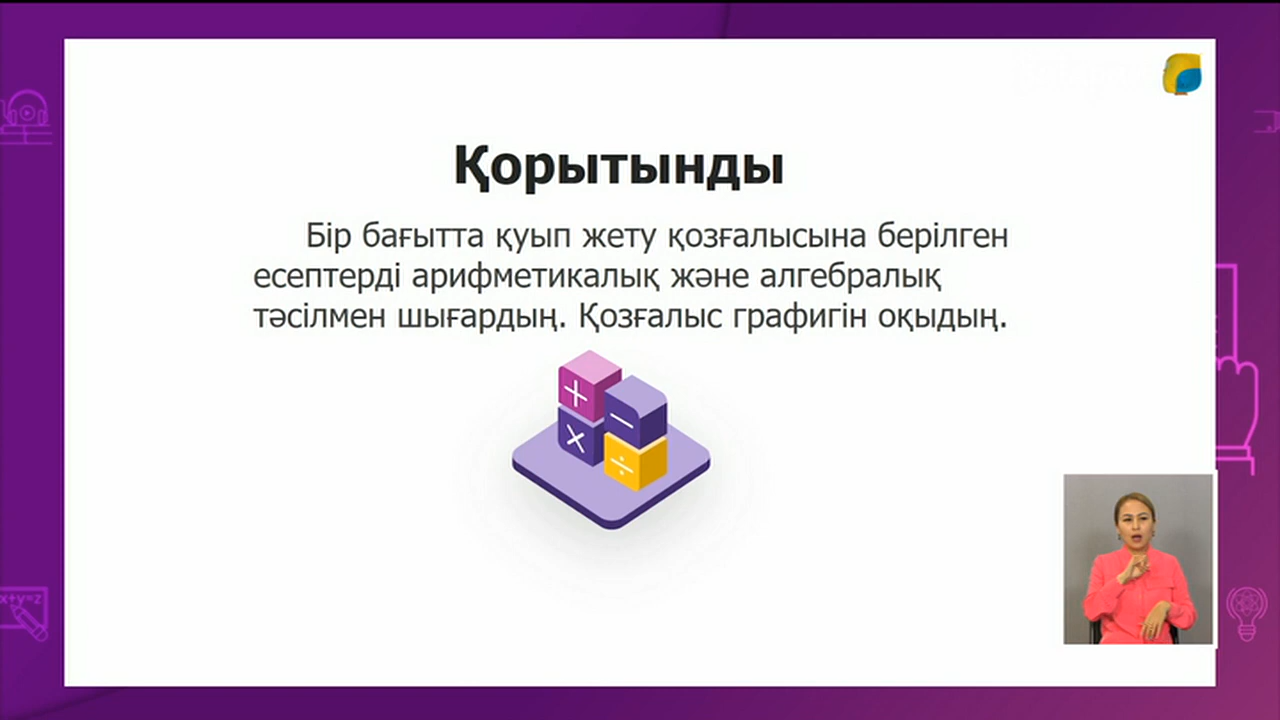 Қорытынды
Бір бағытта қуып жету қозғалысына берілген
есептерді арифметикалық және алгебралық
тәсілмен шығардың. Қозғалыс графигін оқыдың.
x+y=z